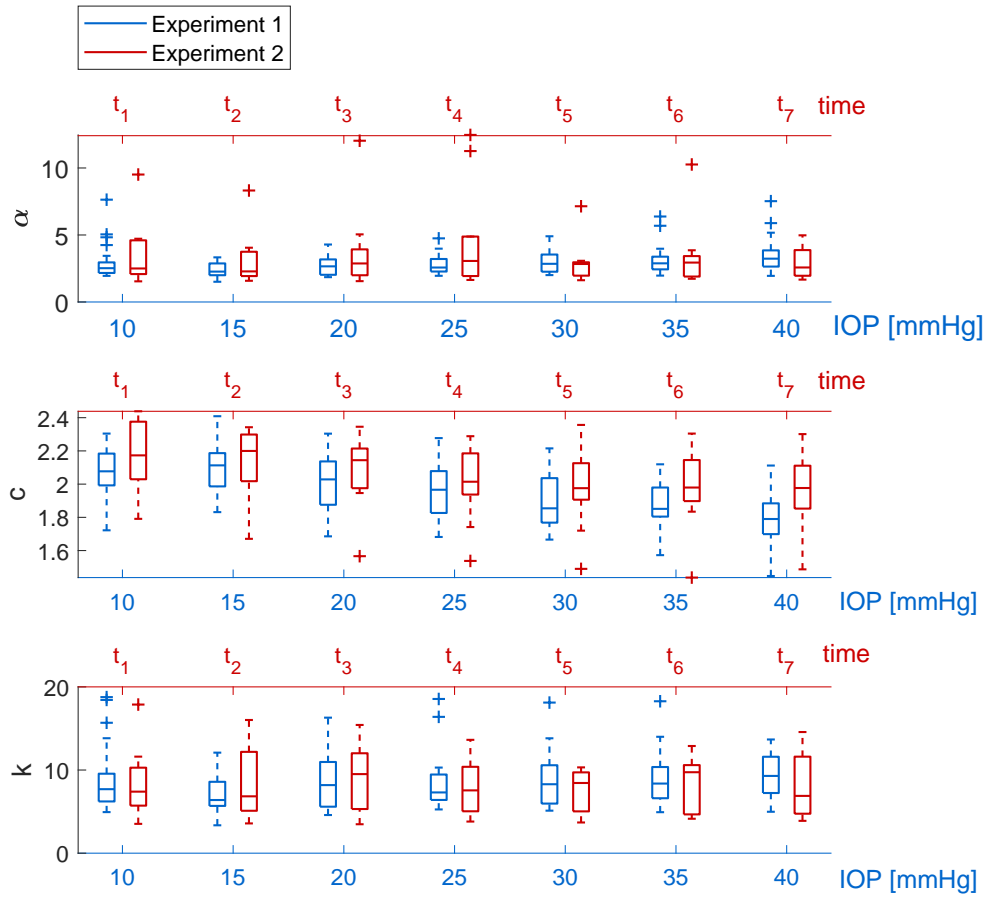 Experiment 1
Experiment 2
t1 t2 t3 t4 t5 t6 t7 time
10
5
0
α
10 15 20 25 30 35 40 IOP [mmHg]
t1 t2 t3 t4 t5 t6 t7 time
2.4
2.2
2
1.8
1.6
c
10 15 20 25 30 35 40 IOP [mmHg]
t1 t2 t3 t4 t5 t6 t7 time
20
10
0
k
10 15 20 25 30 35 40 IOP [mmHg]